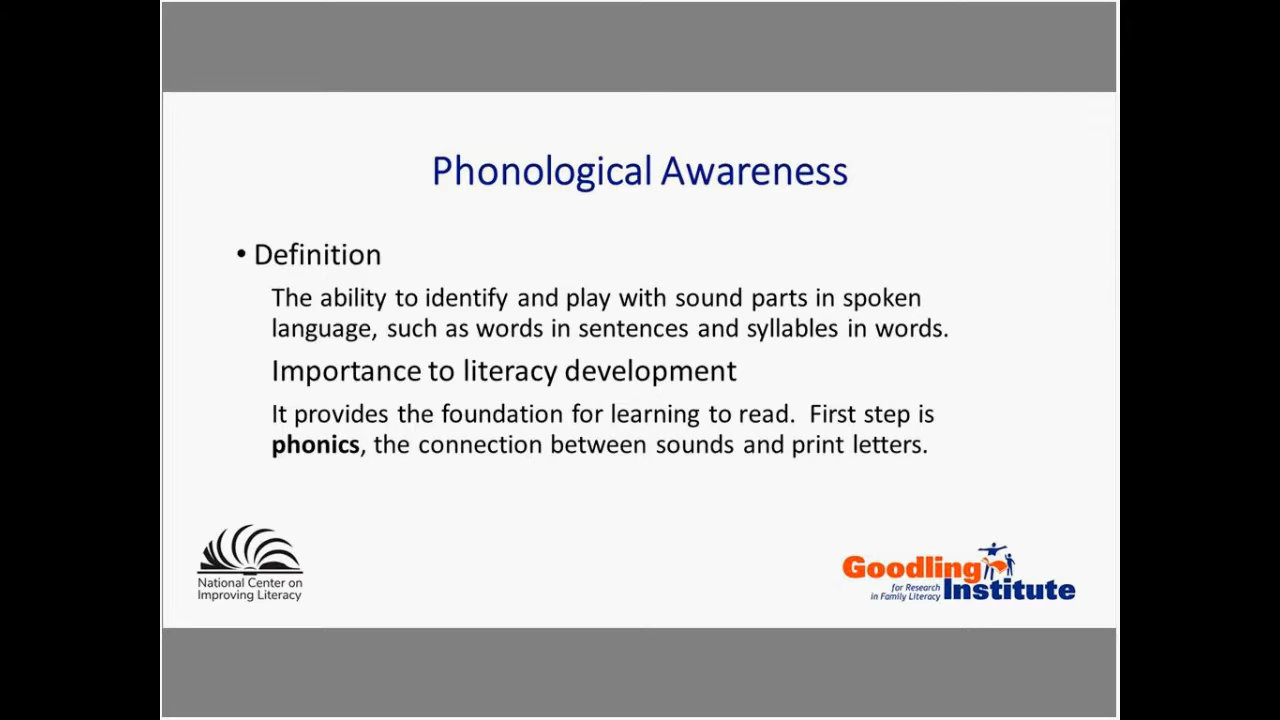 Phonological Awareness
• Definition
The ability to identify and play with sound parts in spoken
language, such as words in sentences and syllables in words.
Importance to literacy development
It provides the foundation for learning to read.  First step is
phonics, the connection between sounds and print letters.
National Center on
Improving Literacy
Goodling
for Research
in Family Literacy
Institute